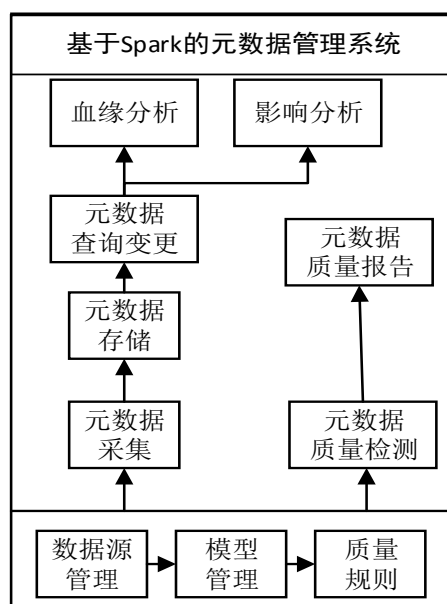 基于Spark的元数据管理系统
血缘分析
影响分析
元数据
查询变更
元数据
质量报告
元数据
存储
元数据
采集
元数据
质量检测
数据源
管理
模型
管理
质量
规则